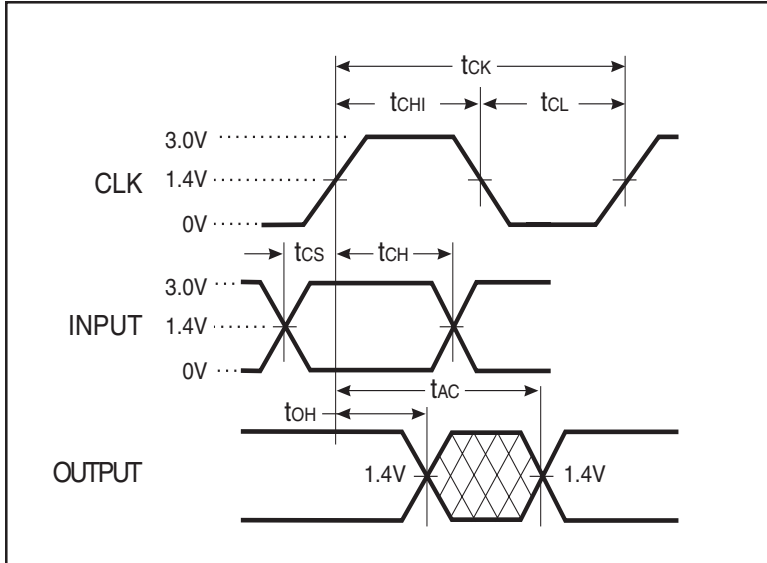 tCK
tCHI tCL
3.0V
CLK 1.4V
0V
tCS tCH
3.0V
INPUT 1.4V
0V
tAC
tOH
OUTPUT 1.4V 1.4V